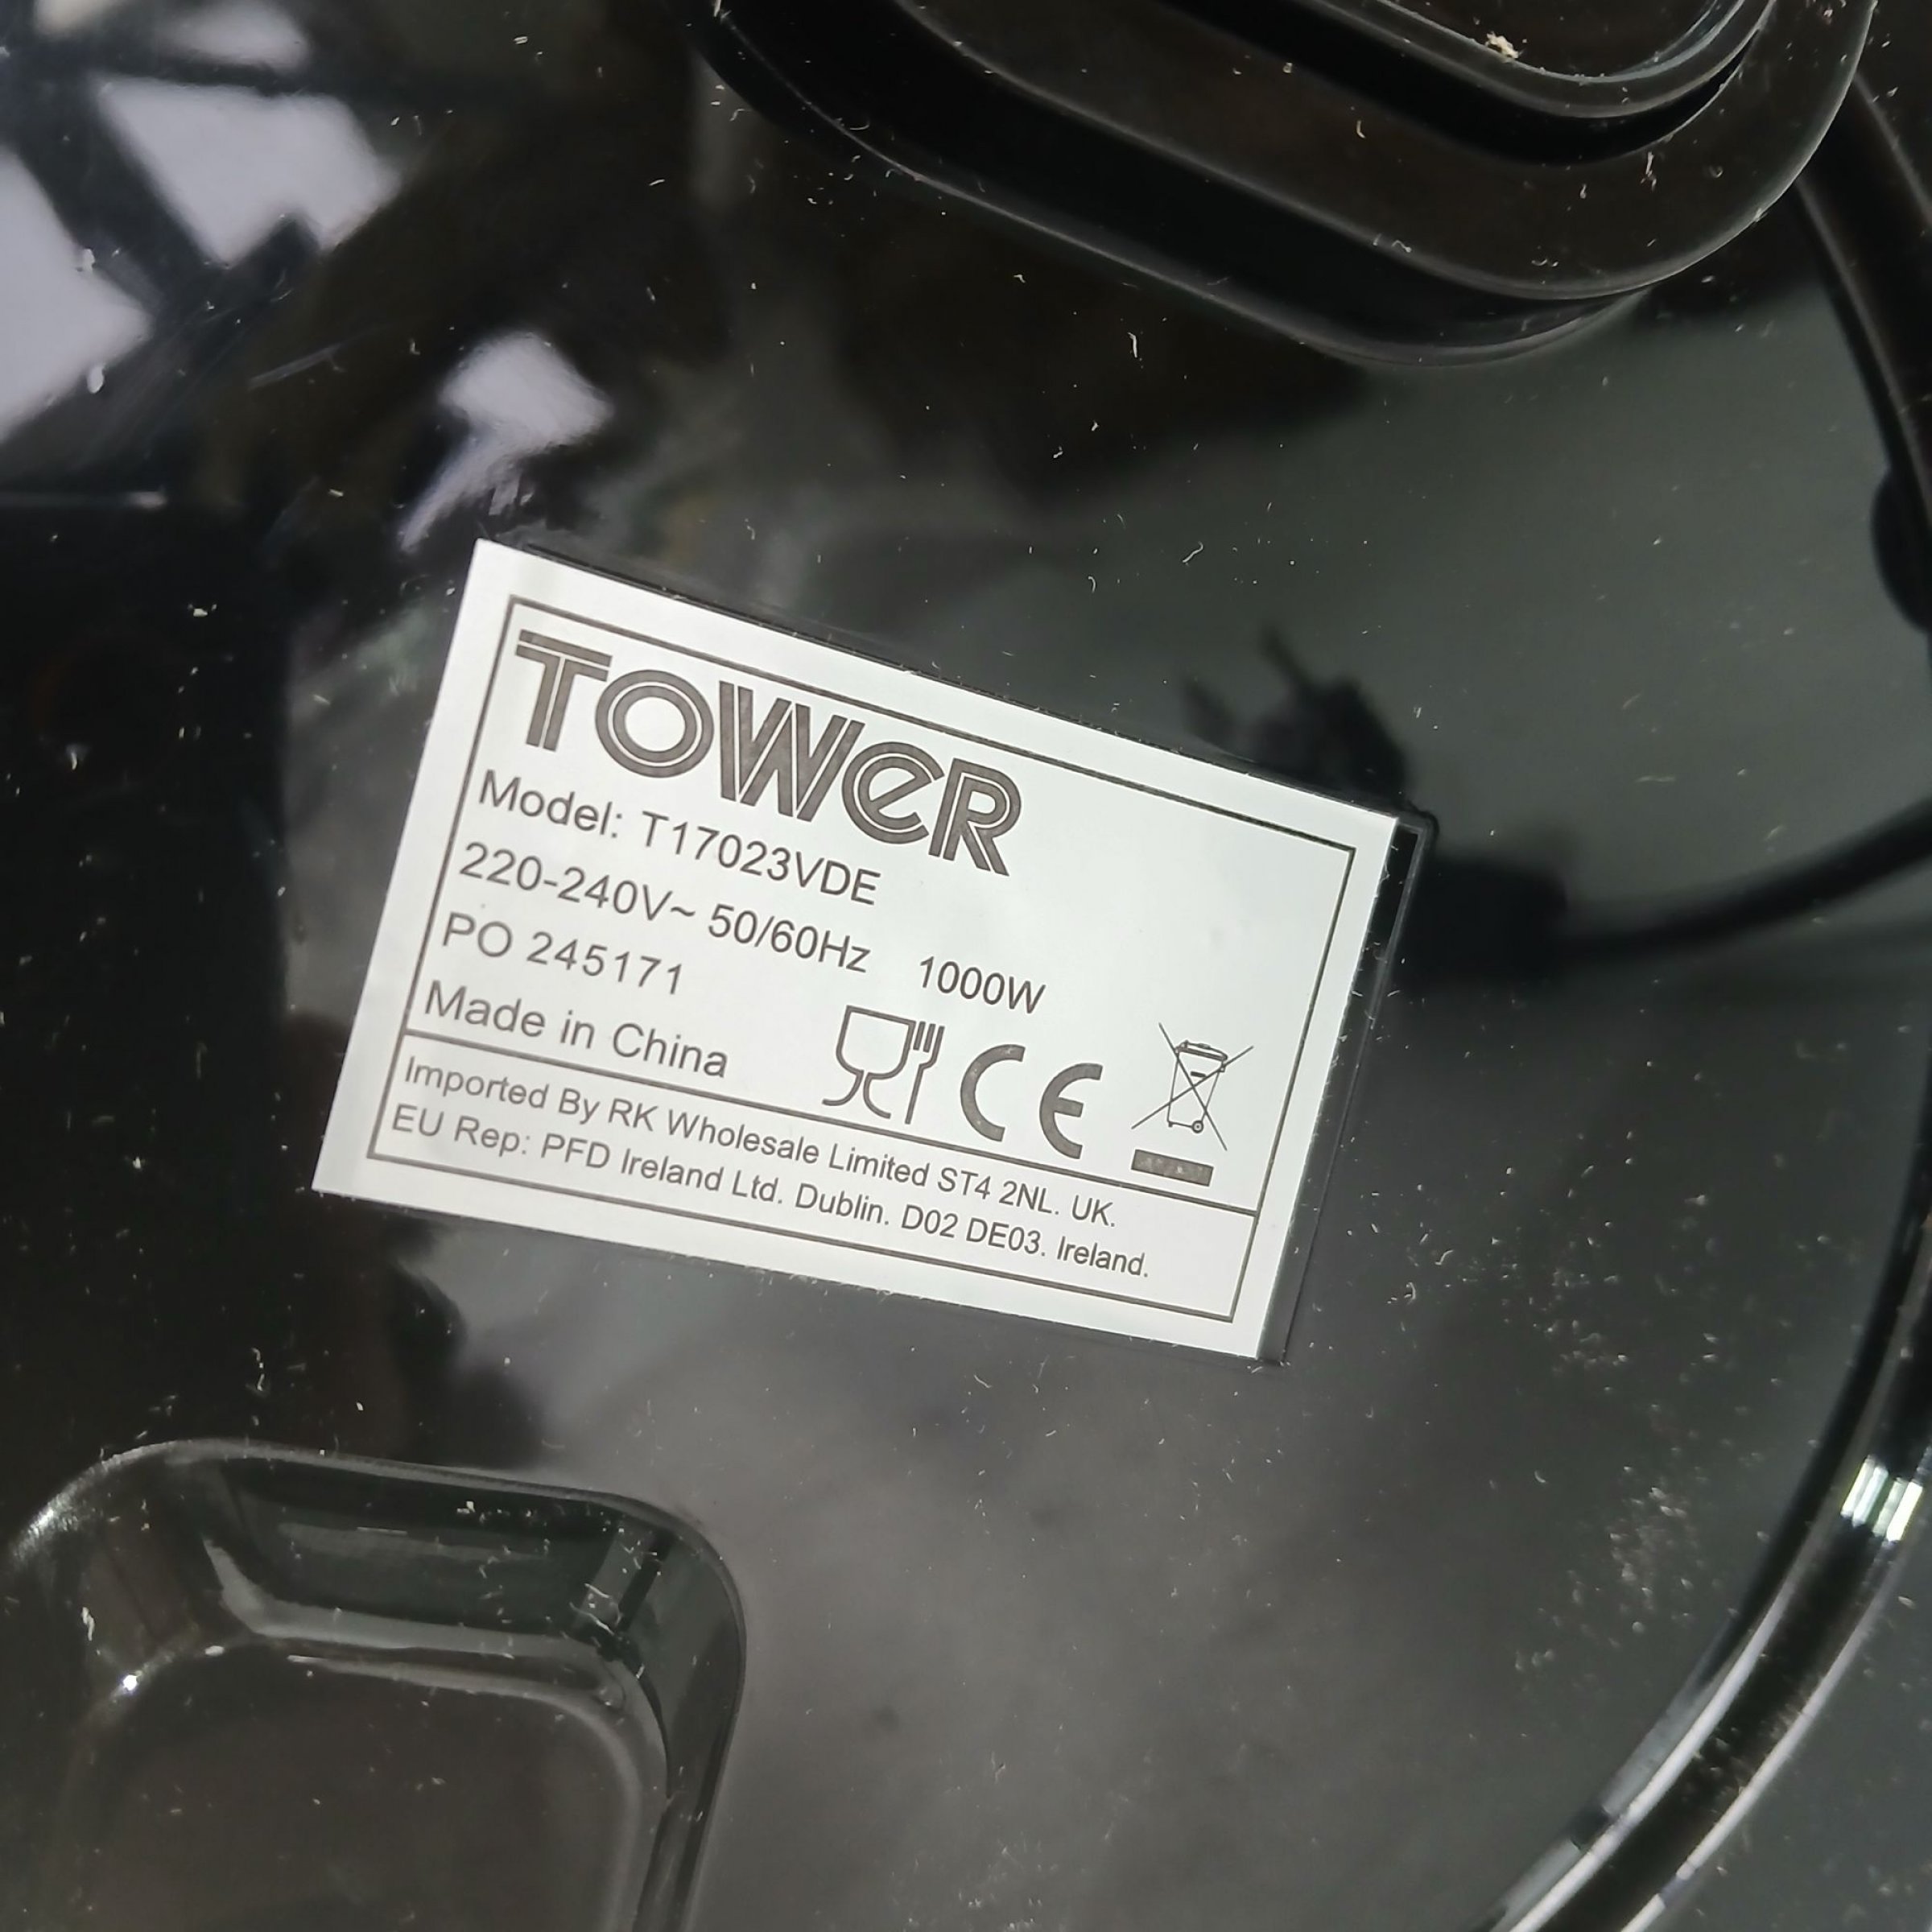 TOWER
Model: T17023VDE
220-240V~ 50/60Hz 1000W
PO 245171
Made in China
CE
Imported By RK Wholesale Limited ST4 2NL. UK.
EU Rep: PFD Ireland Ltd. Dublin. D02 DE03. Ireland.